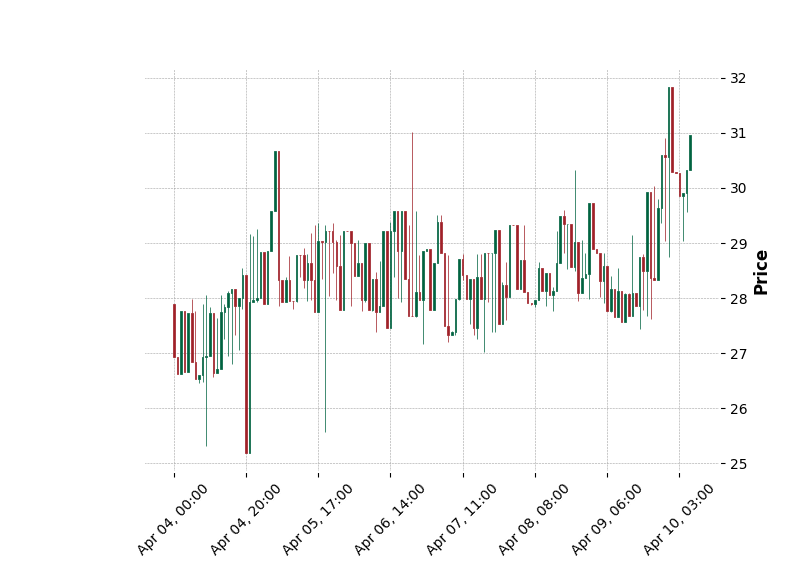 32
31
30
29
28
27
26
25
Price
Apr 04, 00:00
Apr 04, 20:00
Apr 05, 17:00
Apr 06, 14:00
Apr 07, 11:00
Apr 08, 08:00
Apr 09, 06:00
Apr 10, 03:00